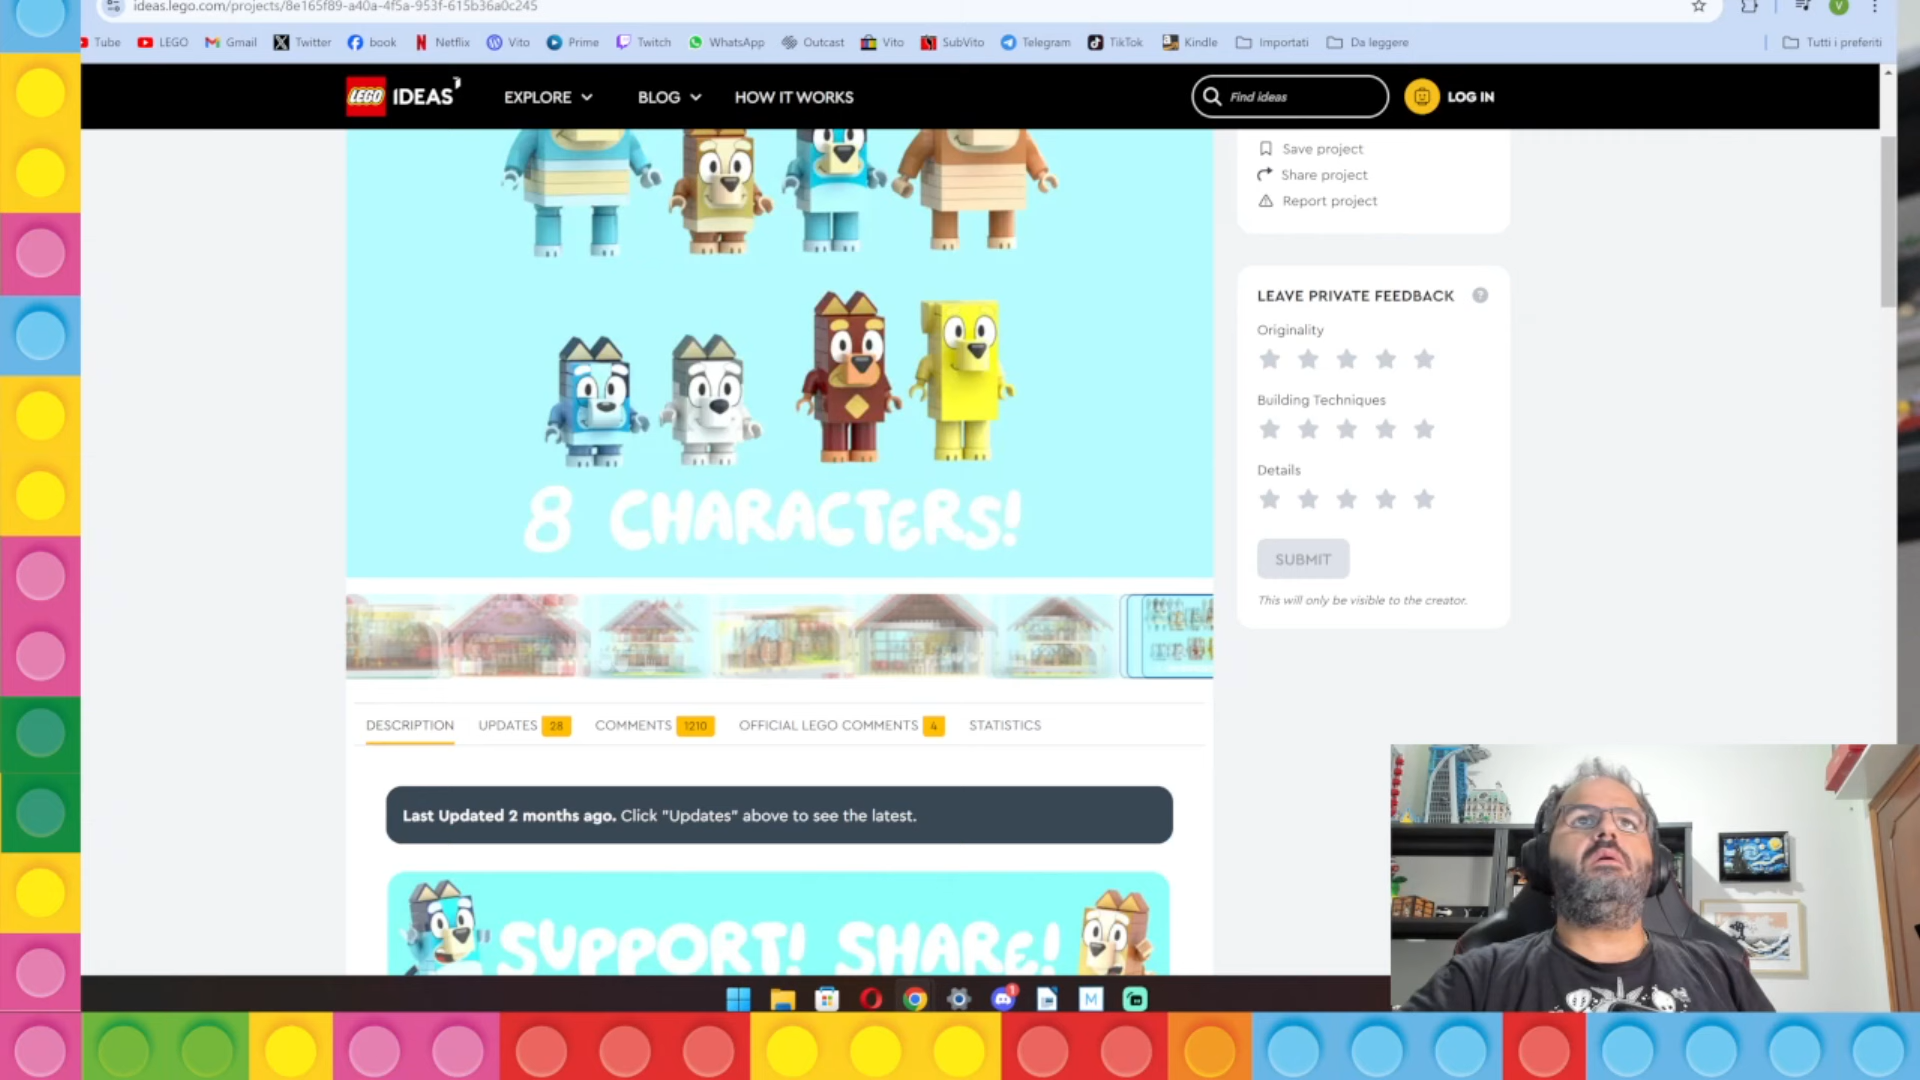 ideas.lego.com/projects/8e165f89-a40a-4f5a-953f-615b36a0c245
V
Tube LEGO Gmail Twitter book Netflix Vito Prime Twitch WhatsApp Outcast Vito SubVito Telegram TikTok Kindle Importati Da leggere Tutti i preferiti
LEGO IDEAS EXPLORE BLOG HOW IT WORKS Find ideas LOG IN
Save project
Share project
Report project
LEAVE PRIVATE FEEDBACK ?
Originality
Building Techniques
Details
SUBMIT
This will only be visible to the creator.
8 CHARACTERS!
DESCRIPTION UPDATES 28 COMMENTS 1210 OFFICIAL LEGO COMMENTS 4 STATISTICS
Last Updated 2 months ago. Click "Updates" above to see the latest.
SUPPORT! SHARE!
1
M